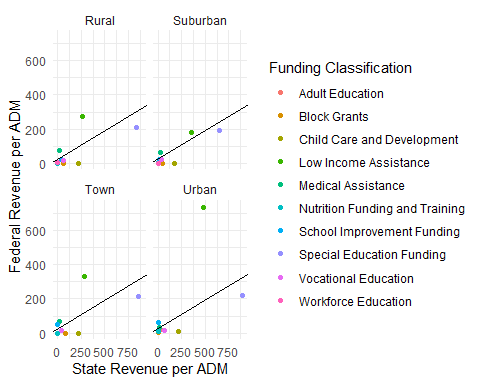 Rural
Suburban
600
400
200
0
Town
Urban
600
400
200
0
0 250 500 750
0 250 500 750
State Revenue per ADM
Federal Revenue per ADM
Funding Classification
Adult Education
Block Grants
Child Care and Development
Low Income Assistance
Medical Assistance
Nutrition Funding and Training
School Improvement Funding
Special Education Funding
Vocational Education
Workforce Education